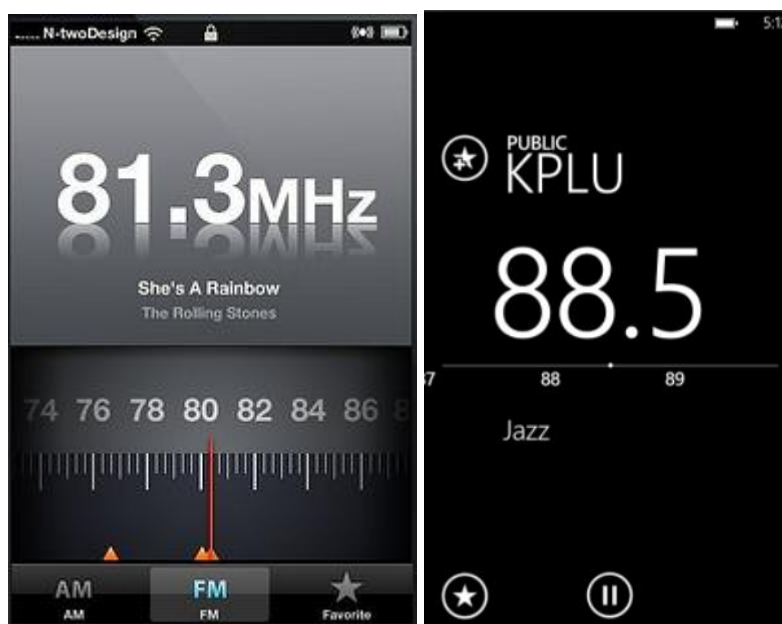 N-twoDesign
81.3MHz
She's A Rainbow
The Rolling Stones
74 76 78 80 82 84 86
AM FM
AM FM Favorite
PUBLIC
KPLU
88.5
88 89
Jazz